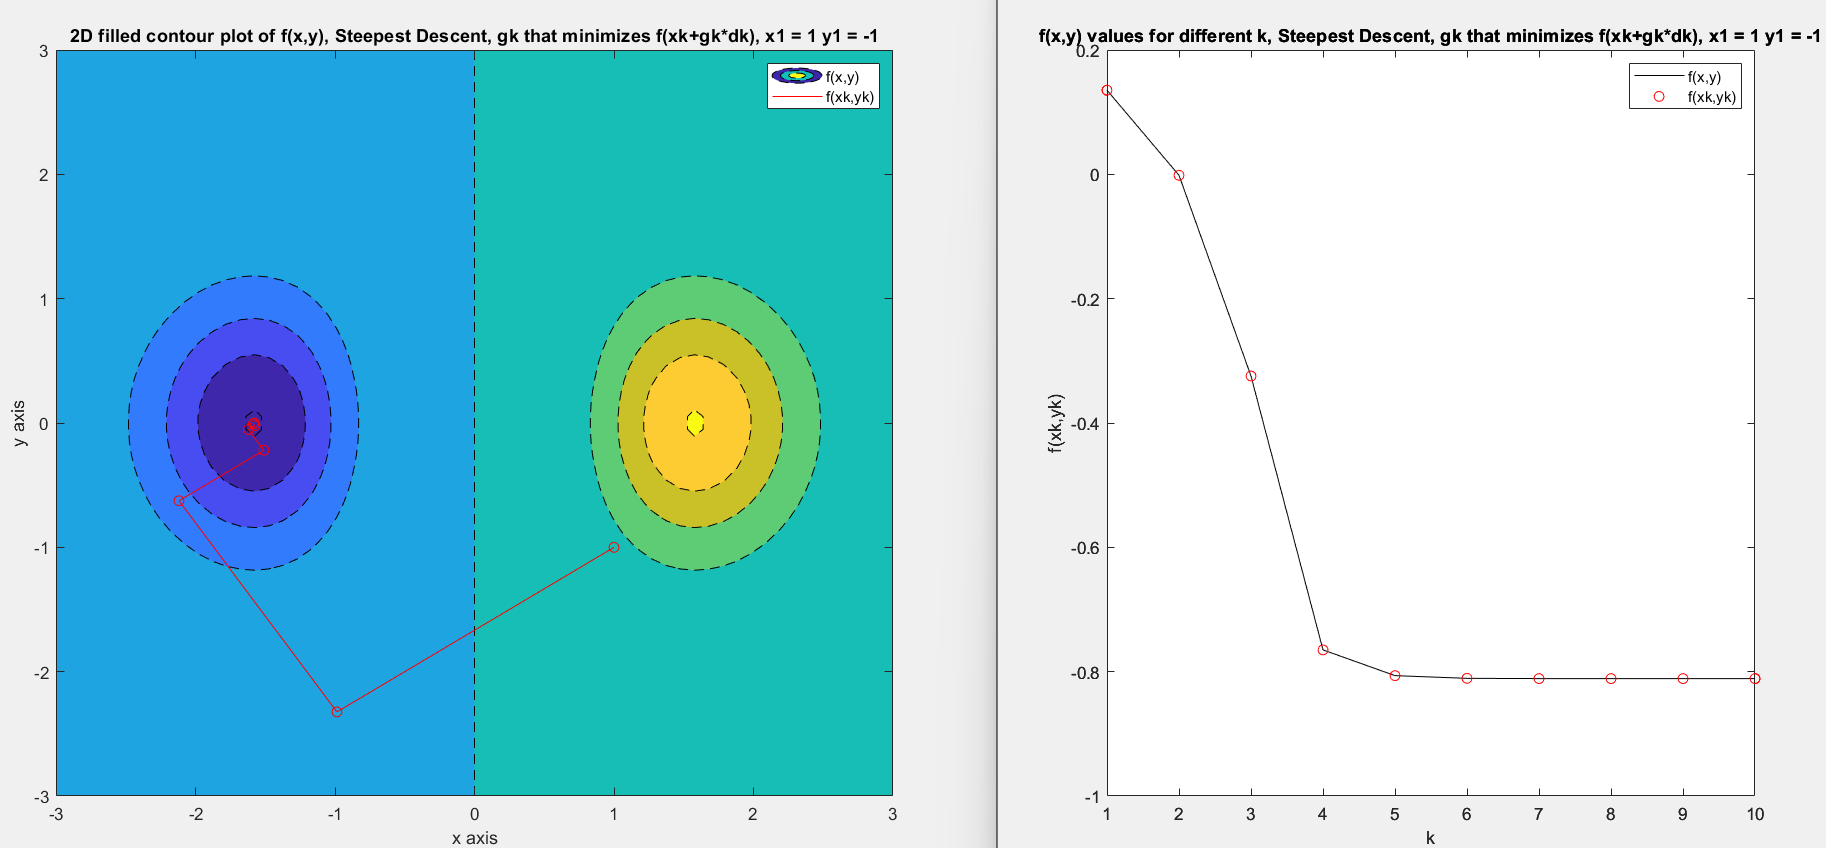 2D filled contour plot of f(x,y), Steepest Descent, gk that minimizes f(xk+gk*dk), x1 = 1 y1 = -1
f(x,y)
f(xk,yk)
3
2
1
0
-1
-2
-3
y axis
-3 -2 -1 0 1 2 3
x axis
f(x,y) values for different k, Steepest Descent, gk that minimizes f(xk+gk*dk), x1 = 1 y1 = -1
f(x,y)
f(xk,yk)
0.2
0
-0.2
-0.4
-0.6
-0.8
-1
f(xk,yk)
1 2 3 4 5 6 7 8 9 10
k